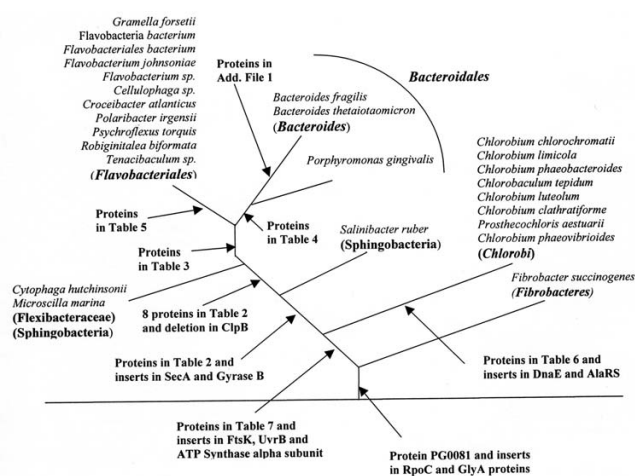 Gramella forsetii
Flavobacteria bacterium
Flavobacteriales bacterium
Flavobacterium johnsoniae
Flavobacterium sp.
Cellulophaga sp.
Croceibacter atlanticus
Polaribacter irgensii
Psychroflexus torquis
Robiginitalea biformata
Tenacibaculum sp.
(Flavobacteriales)
Proteins in
Add. File 1
Bacteroidales
Bacteroides fragilis
Bacteroides thetaiotaomicron
(Bacteroides)
Porphyromonas gingivalis
Chlorobium chlorochromatii
Chlorobium limicola
Chlorobium phaeobacteroides
Chlorobaculum tepidum
Chlorobium luteolum
Chlorobium clathratiforme
Prosthecochloris aestuarii
Chlorobium phaeovibrioides
(Chlorobi)
Proteins
in Table 5
Proteins
in Table 4
Salinibacter ruber
(Sphingobacteria)
Proteins
in Table 3
Fibrobacter succinogenes
(Fibrobacteres)
Cytophaga hutchinsonii
Microscilla marina
(Flexibacteraceae)
(Sphingobacteria)
8 proteins in Table 2
and deletion in ClpB
Proteins in Table 2 and
inserts in SecA and Gyrase B
Proteins in Table 6 and
inserts in DnaE and AlaRS
Proteins in Table 7 and
inserts in FtsK, UvrB and
ATP Synthase alpha subunit
Protein PG0081 and inserts
in RpoC and GlyA proteins